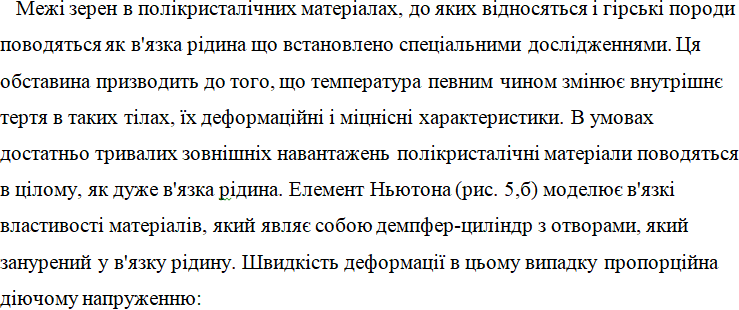 Межі зерен в полікристалічних матеріалах, до яких відносяться і гірські породи
поводяться як в'язка рідина що встановлено спеціальними дослідженнями. Ця
обставина призводить до того, що температура певним чином змінює внутрішнє
тертя в таких тілах, їх деформаційні і міцнісні характеристики. В умовах
достатньо тривалих зовнішніх навантажень полікристалічні матеріали поводяться
в цілому, як дуже в'язка рідина. Елемент Ньютона (рис. 5,б) моделює в'язкі
властивості матеріалів, який являє собою демпфер-циліндр з отворами, який
занурений у в'язку рідину. Швидкість деформації в цьому випадку пропорційна
діючому напруженню: